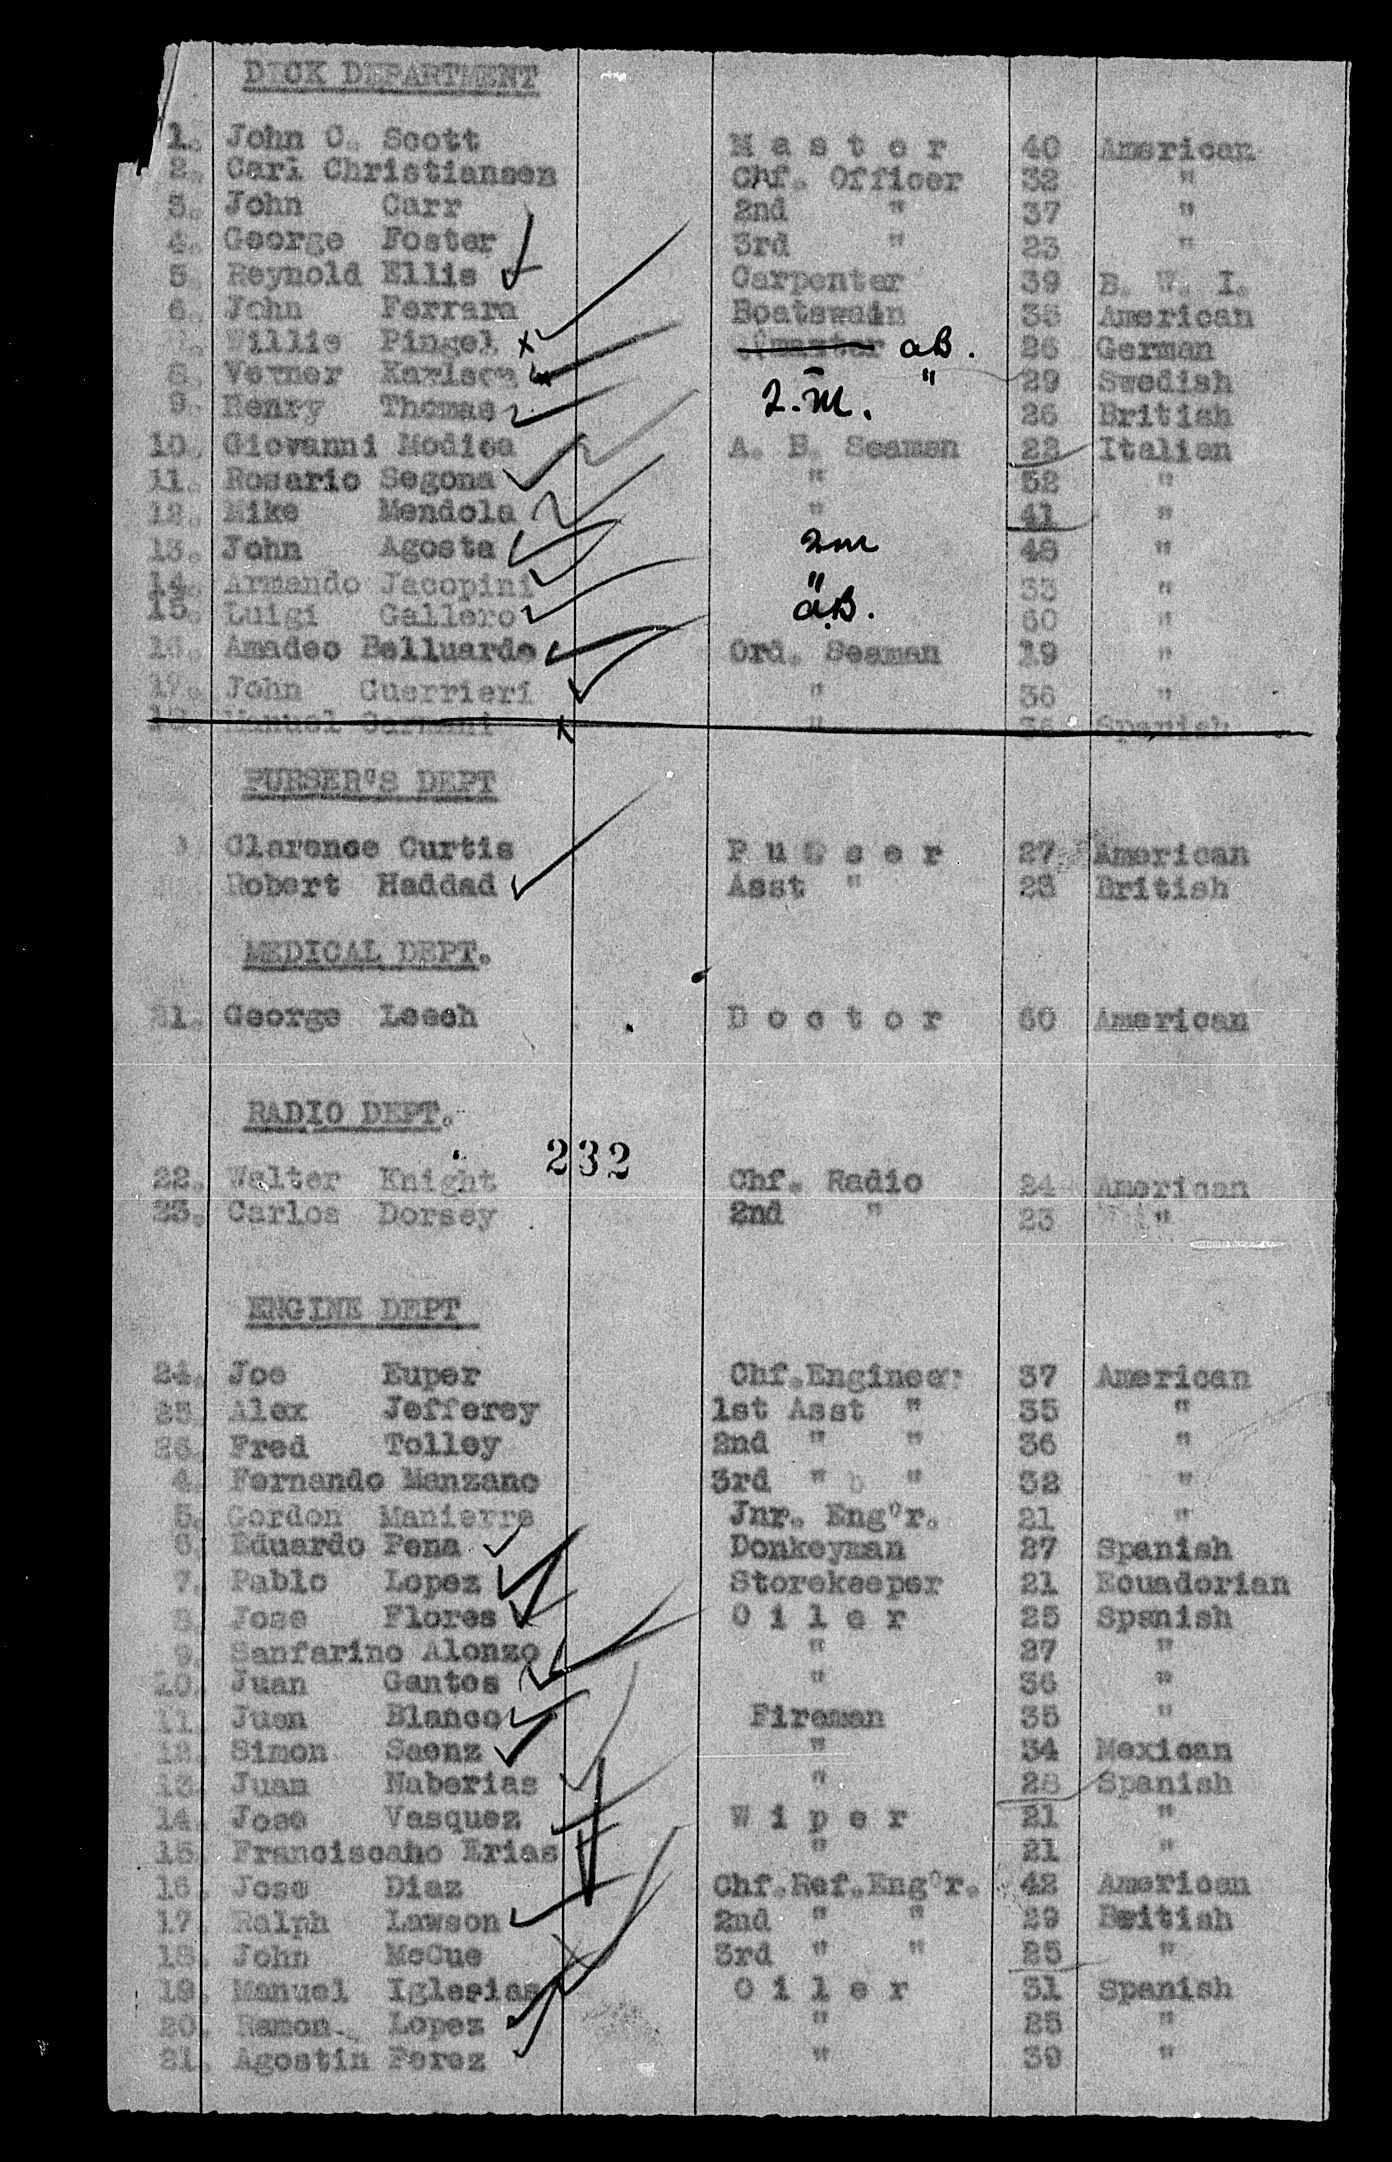 DECK DEPARTMENT
1. John C. Scott Master 40 American
2. Carl Christiansen Chf. Officer 32 "
3. John Carr 2nd " 37 "
4. George Foster 3rd " 23 "
5. Reynold Ellis Carpenter 39 B. W. I.
6. John Ferrara Boatswain 35 American
7. Willie Pingel aB. 26 German
8. Verner Karlson " 29 Swedish
9. Henry Thomas 2.M. 26 British
10. Giovanni Modica A. B. Seaman 22 Italian
11. Rosario Segona " 52 "
12. Mike Mendola " 41 "
13. John Agosta 2m 48 "
14. Armando Jacopini " 33 "
15. Luigi Gallero a.B. 60 "
16. Amadeo Belluardo Ord. Seaman 19 "
17. John Guerrieri " 36 "
18. Manuel " 36 Spanish
PURSER'S DEPT
Clarence Curtis Purser 27 American
Robert Haddad Asst " 23 British
MEDICAL DEPT.
21. George Leech Doctor 60 American
RADIO DEPT.
232
22. Walter Knight Chf. Radio 24 American
23. Carlos Dorsey 2nd " 23 "
ENGINE DEPT
24. Joe Euper Chf.Engineer 37 American
25. Alex Jefferey 1st Asst " 35 "
26. Fred Tolley 2nd " " 36 "
4. Fernando Manzano 3rd " " 32 "
5. Gordon Manierre Jnr. Eng'r. 21 "
6. Eduardo Pena Donkeyman 27 Spanish
7. Pablo Lopez Storekeeper 21 Ecuadorian
8. Jose Flores Oiler 25 Spanish
9. Sanfarino Alonzo " 27 "
10. Juan Gantes " 36 "
11. Juan Blanco Fireman 35 "
12. Simon Saenz " 34 Mexican
13. Juan Naberias " 28 Spanish
14. Jose Vasquez Wiper 21 "
15. Franciscaho Erias " 21 "
16. Jose Diaz Chf.Ref.Eng'r. 42 American
17. Ralph Lawson 2nd " " 29 British
18. John McCue 3rd " " 25 "
19. Manuel Iglesias Oiler 31 Spanish
20. Ramon Lopez " 25 "
21. Agostin Perez " 39 "